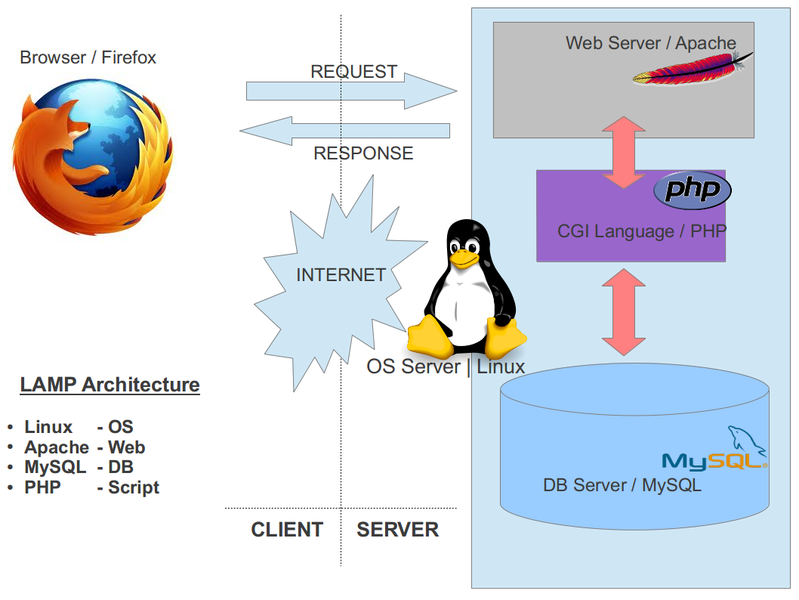 Browser / Firefox
REQUEST
RESPONSE
Web Server / Apache
php
CGI Language / PHP
INTERNET
OS Server | Linux
MySQL
DB Server / MySQL
LAMP Architecture
• Linux - OS
• Apache - Web
• MySQL - DB
• PHP - Script
CLIENT
SERVER